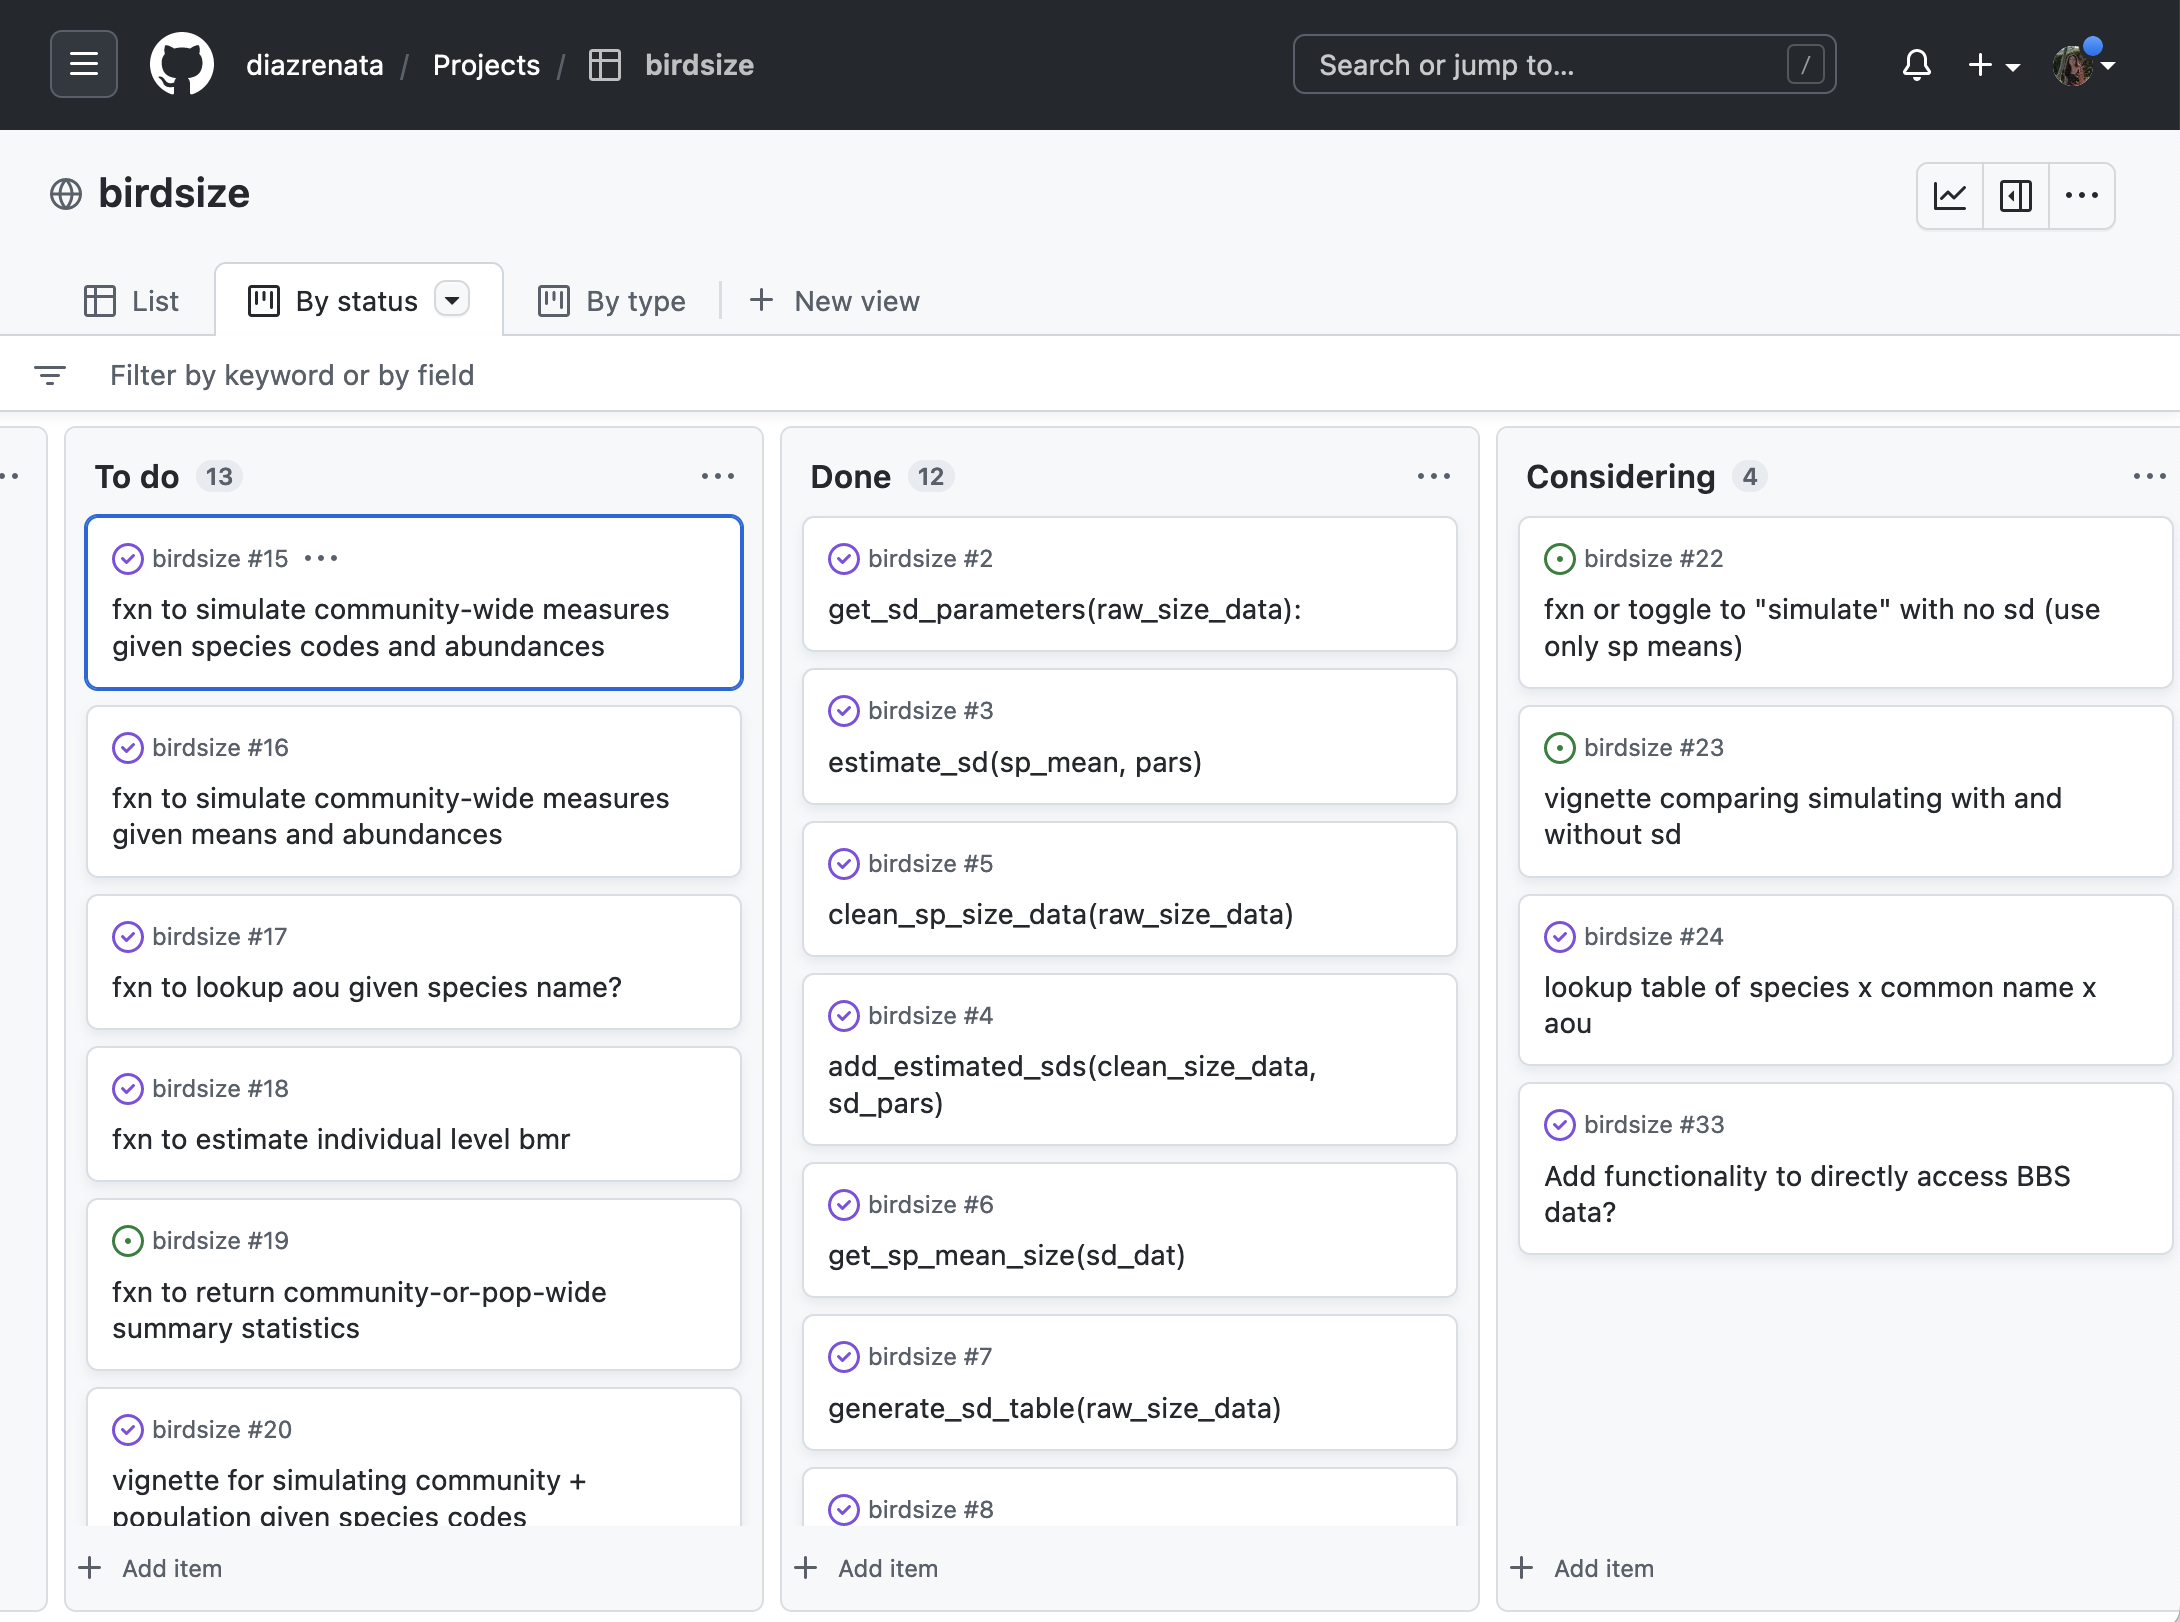 diazrenata / Projects / birdsize
Search or jump to...
/
birdsize
List
By status
By type
New view
Filter by keyword or by field
To do 13
birdsize #15
fxn to simulate community-wide measures
given species codes and abundances
birdsize #16
fxn to simulate community-wide measures
given means and abundances
birdsize #17
fxn to lookup aou given species name?
birdsize #18
fxn to estimate individual level bmr
birdsize #19
fxn to return community-or-pop-wide
summary statistics
birdsize #20
vignette for simulating community +
population given species codes
Add item
Done 12
birdsize #2
get_sd_parameters(raw_size_data):
birdsize #3
estimate_sd(sp_mean, pars)
birdsize #5
clean_sp_size_data(raw_size_data)
birdsize #4
add_estimated_sds(clean_size_data,
sd_pars)
birdsize #6
get_sp_mean_size(sd_dat)
birdsize #7
generate_sd_table(raw_size_data)
birdsize #8
Add item
Considering 4
birdsize #22
fxn or toggle to "simulate" with no sd (use
only sp means)
birdsize #23
vignette comparing simulating with and
without sd
birdsize #24
lookup table of species x common name x
aou
birdsize #33
Add functionality to directly access BBS
data?
Add item